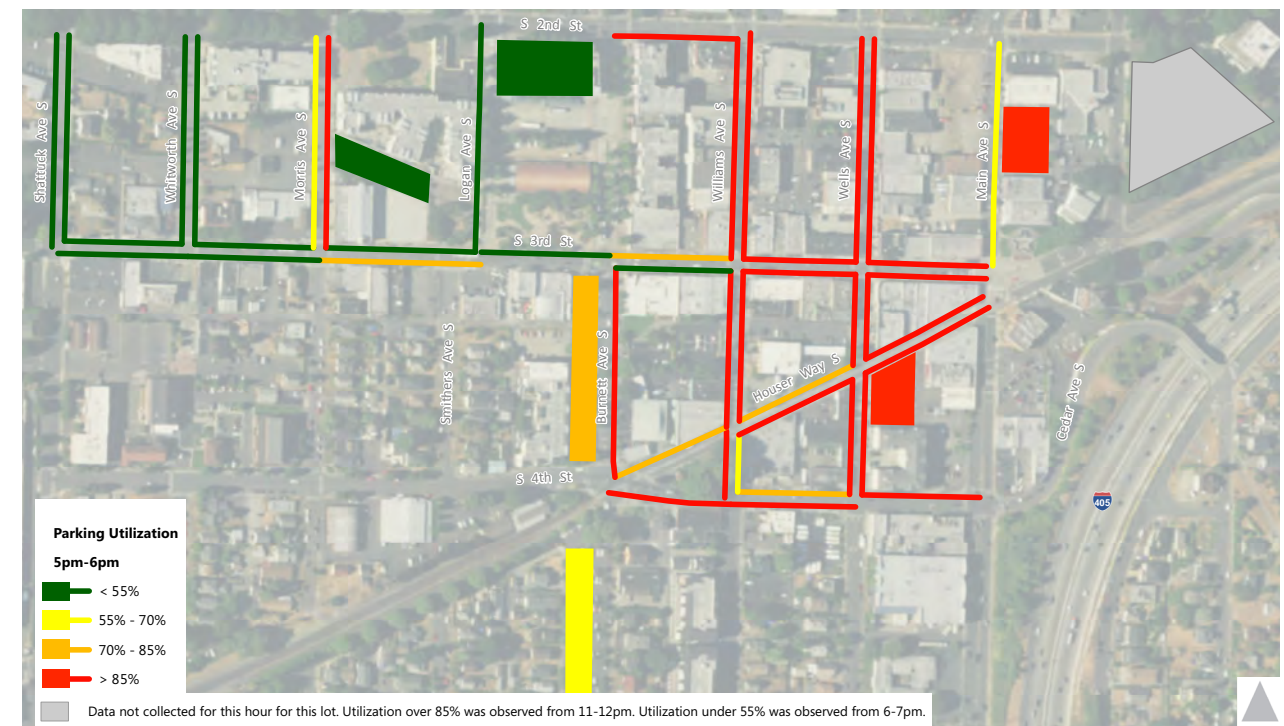 S 2nd St
Shattuck Ave S
Whitworth Ave S
Morris Ave S
Logan Ave S
Williams Ave S
Wells Ave S
Main Ave S
S 3rd St
Smithers Ave S
Burnett Ave S
Houser Way S
Cedar Ave S
S 4th St
405
Parking Utilization
5pm-6pm
< 55%
55% - 70%
70% - 85%
> 85%
Data not collected for this hour for this lot. Utilization over 85% was observed from 11-12pm. Utilization under 55% was observed from 6-7pm.